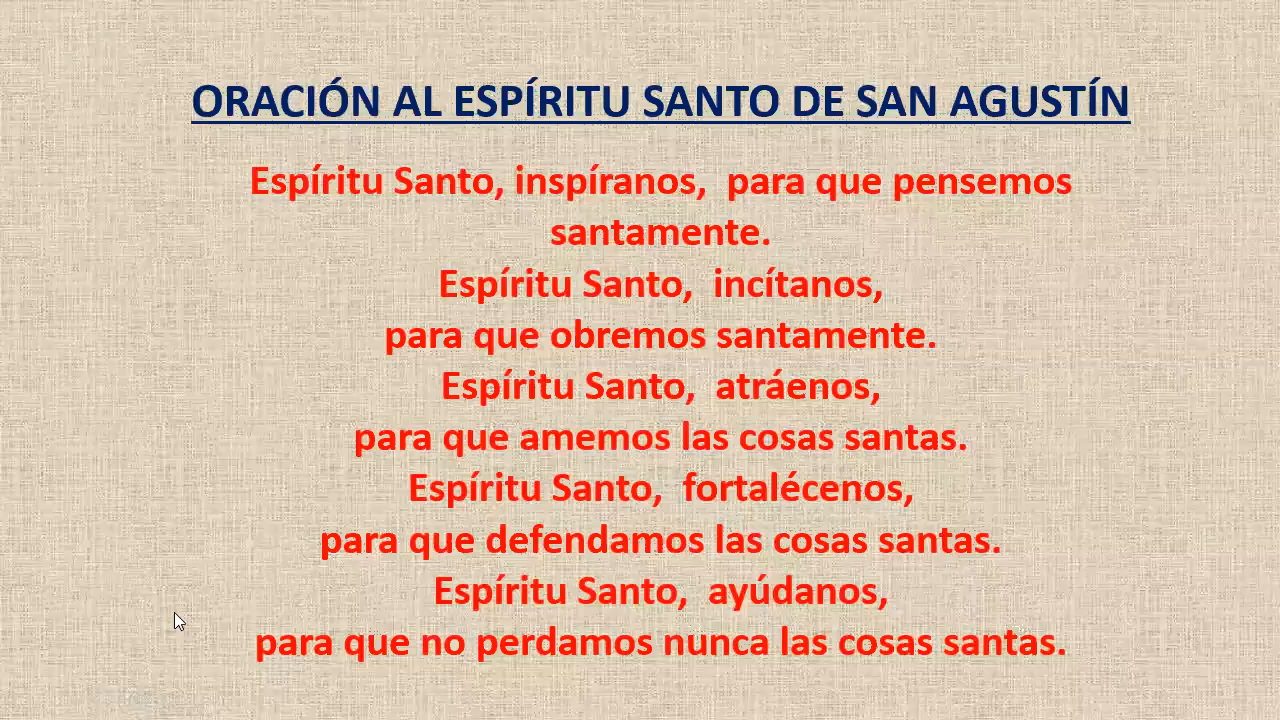 ORACIÓN AL ESPÍRITU SANTO DE SAN AGUSTÍN
Espíritu Santo, inspíranos,  para que pensemos
santamente.
Espíritu Santo,  incítanos,
para que obremos santamente.
Espíritu Santo,  atráenos,
para que amemos las cosas santas.
Espíritu Santo,  fortalécenos,
para que defendamos las cosas santas.
Espíritu Santo,  ayúdanos,
para que no perdamos nunca las cosas santas.